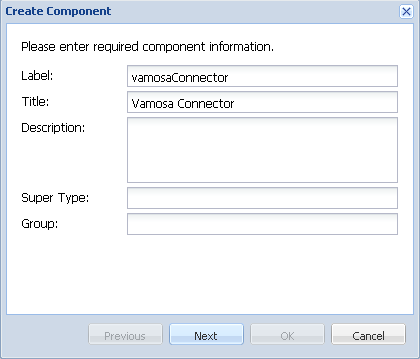 Create Component
Please enter required component information.
Label: vamosaConnector
Title: Vamosa Connector
Description:
Super Type:
Group:
Previous Next OK Cancel